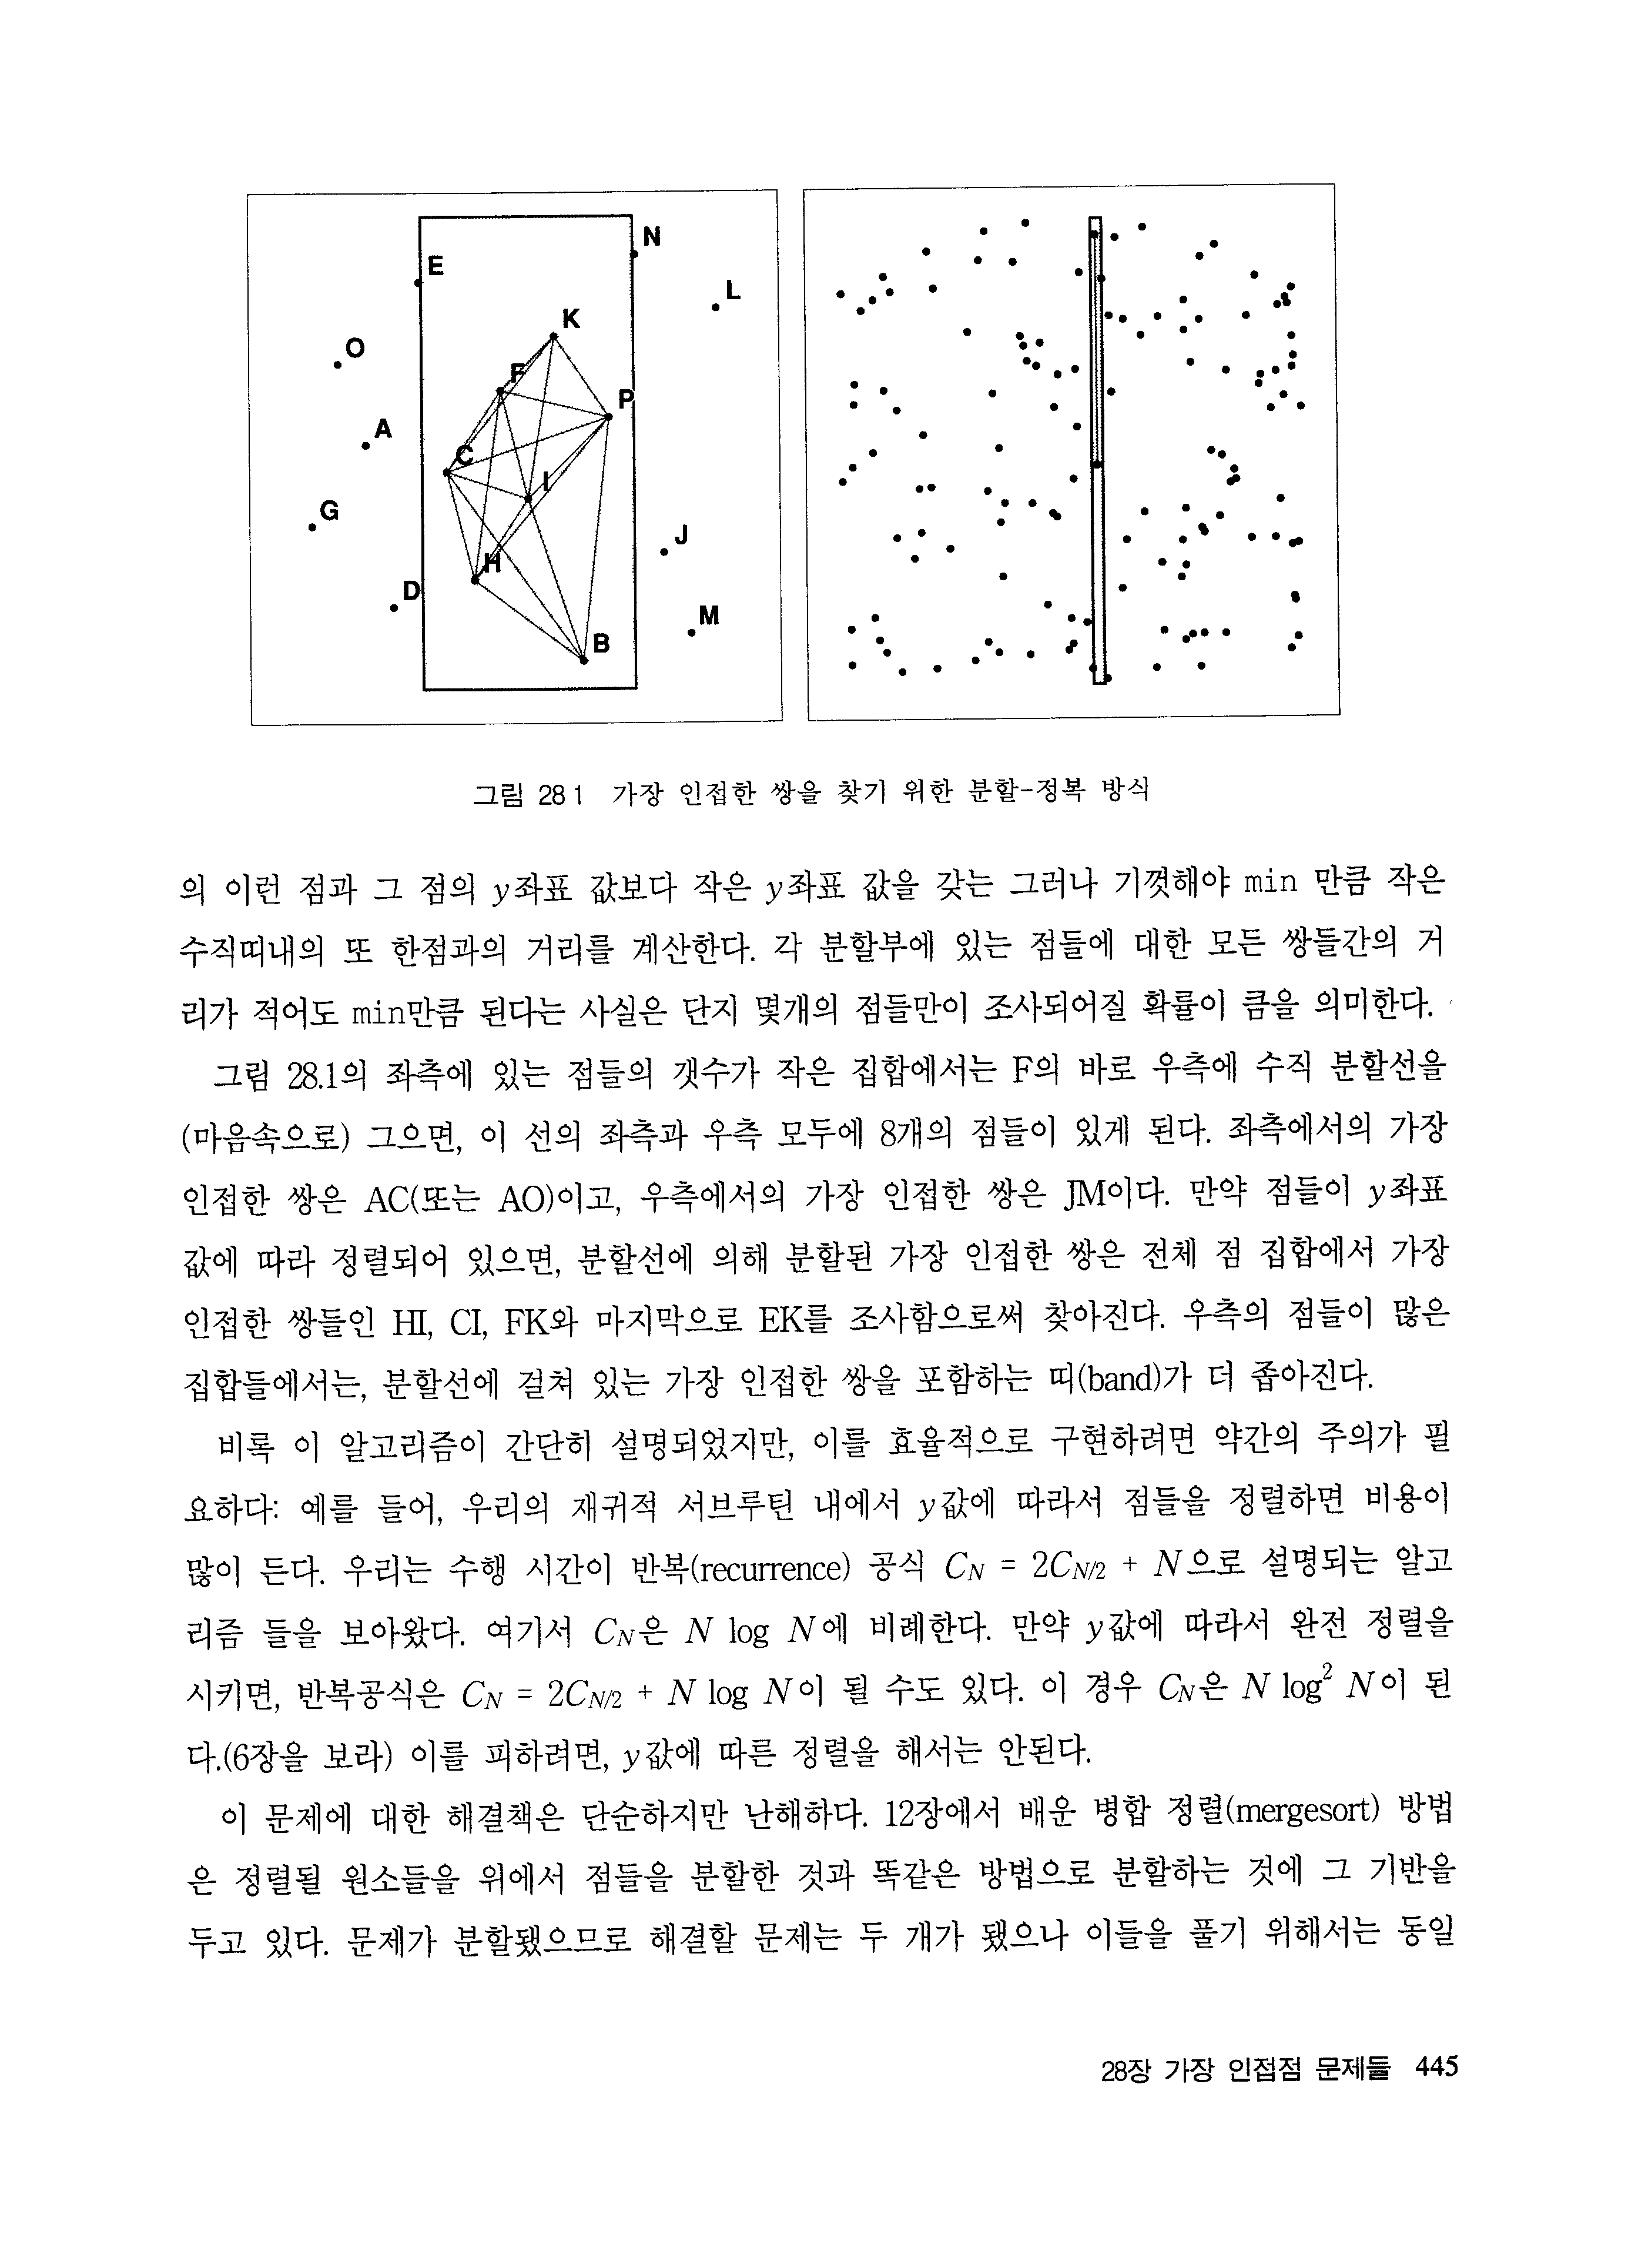 N
E
L
K
O
F
P
A
C
I
G
J
H
D
M
B
그림 28 1 가장 인접한 쌍을 찾기 위한 분할-정복 방식
의 이런 점과 그 점의 y좌표 값보다 작은 y좌표 값을 갖는 그러나 기껏해야 min 만큼 작은
수직띠내의 또 한점과의 거리를 계산한다. 각 분할부에 있는 점들에 대한 모든 쌍들간의 거
리가 적어도 min만큼 된다는 사실은 단지 몇개의 점들만이 조사되어질 확률이 큼을 의미한다.
그림 28.1의 좌측에 있는 점들의 갯수가 작은 집합에서는 F의 바로 우측에 수직 분할선을
(마음속으로) 그으면, 이 선의 좌측과 우측 모두에 8개의 점들이 있게 된다. 좌측에서의 가장
인접한 쌍은 AC(또는 AO)이고, 우측에서의 가장 인접한 쌍은 JM이다. 만약 점들이 y좌표
값에 따라 정렬되어 있으면, 분할선에 의해 분할된 가장 인접한 쌍은 전체 점 집합에서 가장
인접한 쌍들인 HI, CI, FK와 마지막으로 EK를 조사함으로써 찾아진다. 우측의 점들이 많은
집합들에서는, 분할선에 걸쳐 있는 가장 인접한 쌍을 포함하는 띠(band)가 더 좁아진다.
비록 이 알고리즘이 간단히 설명되었지만, 이를 효율적으로 구현하려면 약간의 주의가 필
요하다: 예를 들어, 우리의 재귀적 서브루틴 내에서 y값에 따라서 점들을 정렬하면 비용이
많이 든다. 우리는 수행 시간이 반복(recurrence) 공식 C_N = 2C_{N/2} + N으로 설명되는 알고
리즘 들을 보아왔다. 여기서 C_N은 N log N에 비례한다. 만약 y값에 따라서 완전 정렬을
시키면, 반복공식은 C_N = 2C_{N/2} + N log N이 될 수도 있다. 이 경우 C_N은 N log² N이 된
다.(6장을 보라) 이를 피하려면, y값에 따른 정렬을 해서는 안된다.
이 문제에 대한 해결책은 단순하지만 난해하다. 12장에서 배운 병합 정렬(mergesort) 방법
은 정렬될 원소들을 위에서 점들을 분할한 것과 똑같은 방법으로 분할하는 것에 그 기반을
두고 있다. 문제가 분할됐으므로 해결할 문제는 두 개가 됐으나 이들을 풀기 위해서는 동일
28장 가장 인접점 문제들 445